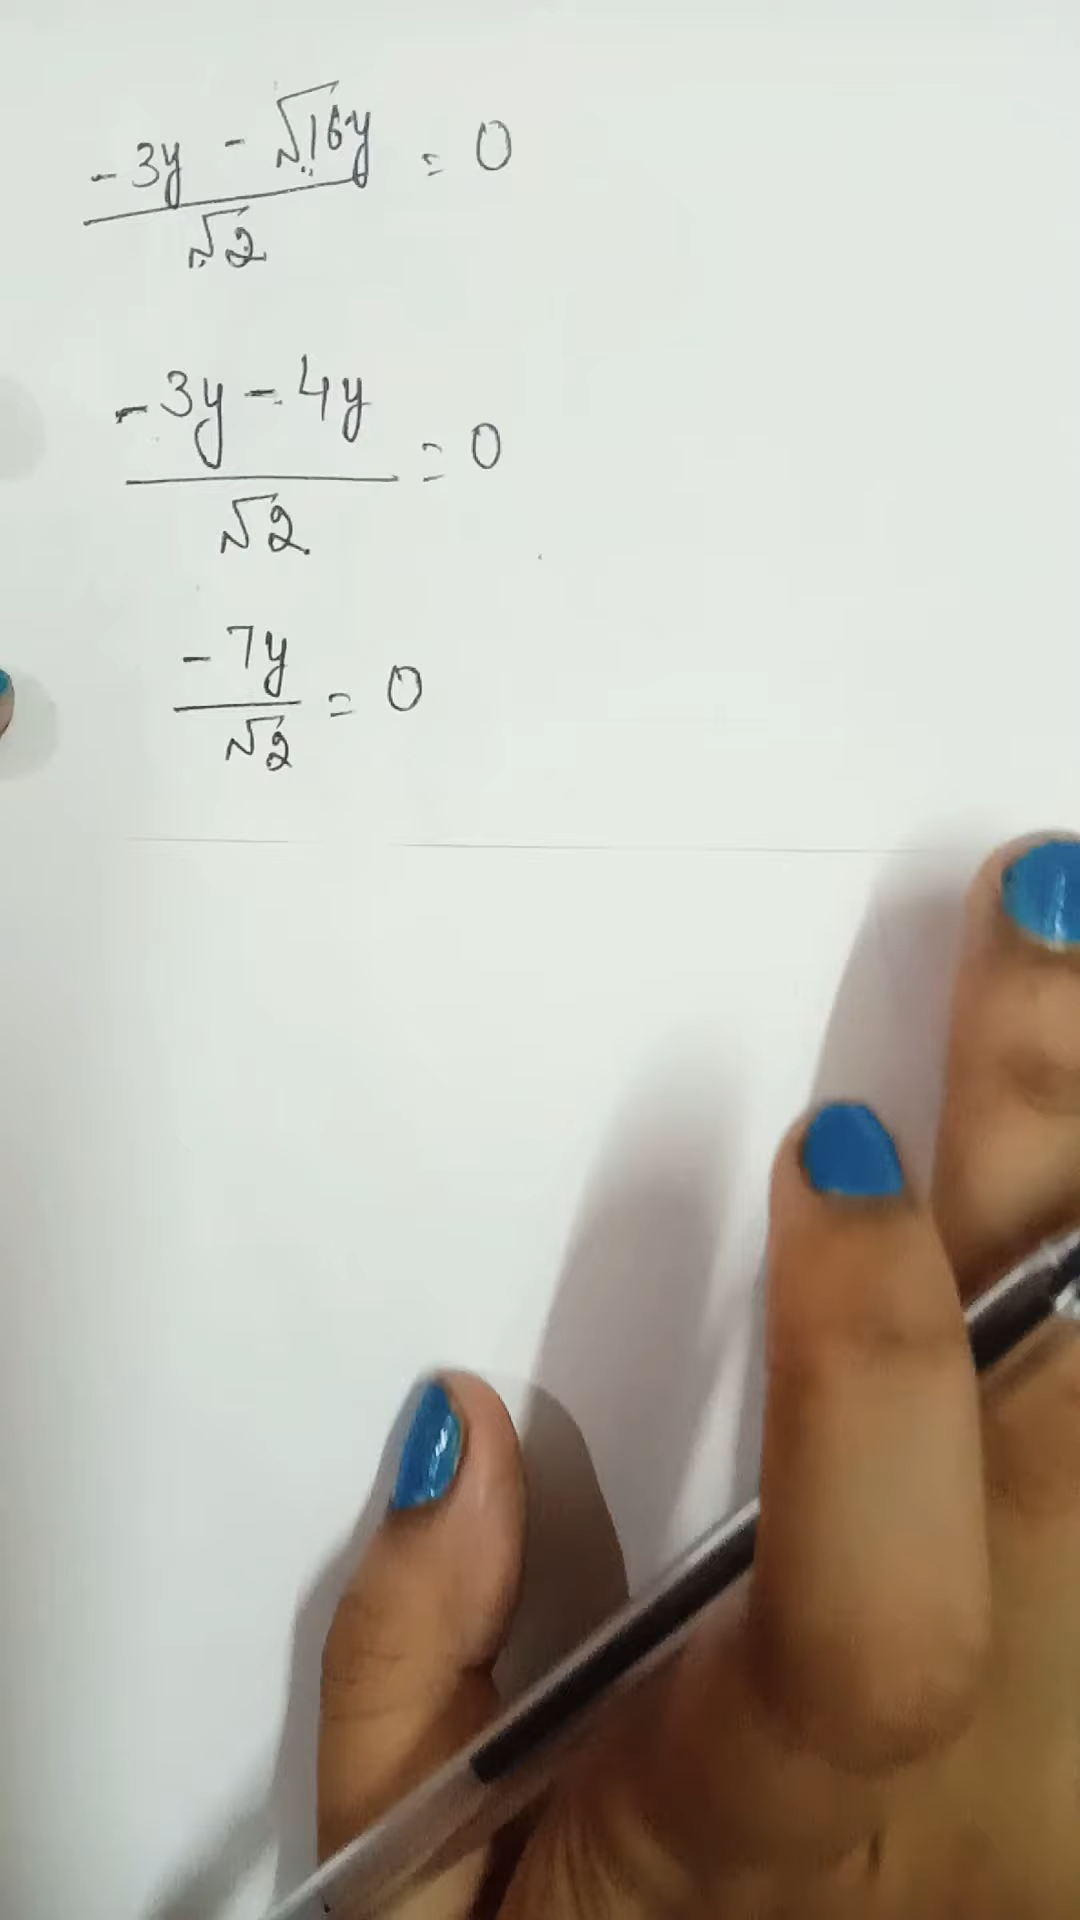 (-3y - √16y)/√2 = 0
(-3y - 4y)/√2 = 0
-7y/√2 = 0